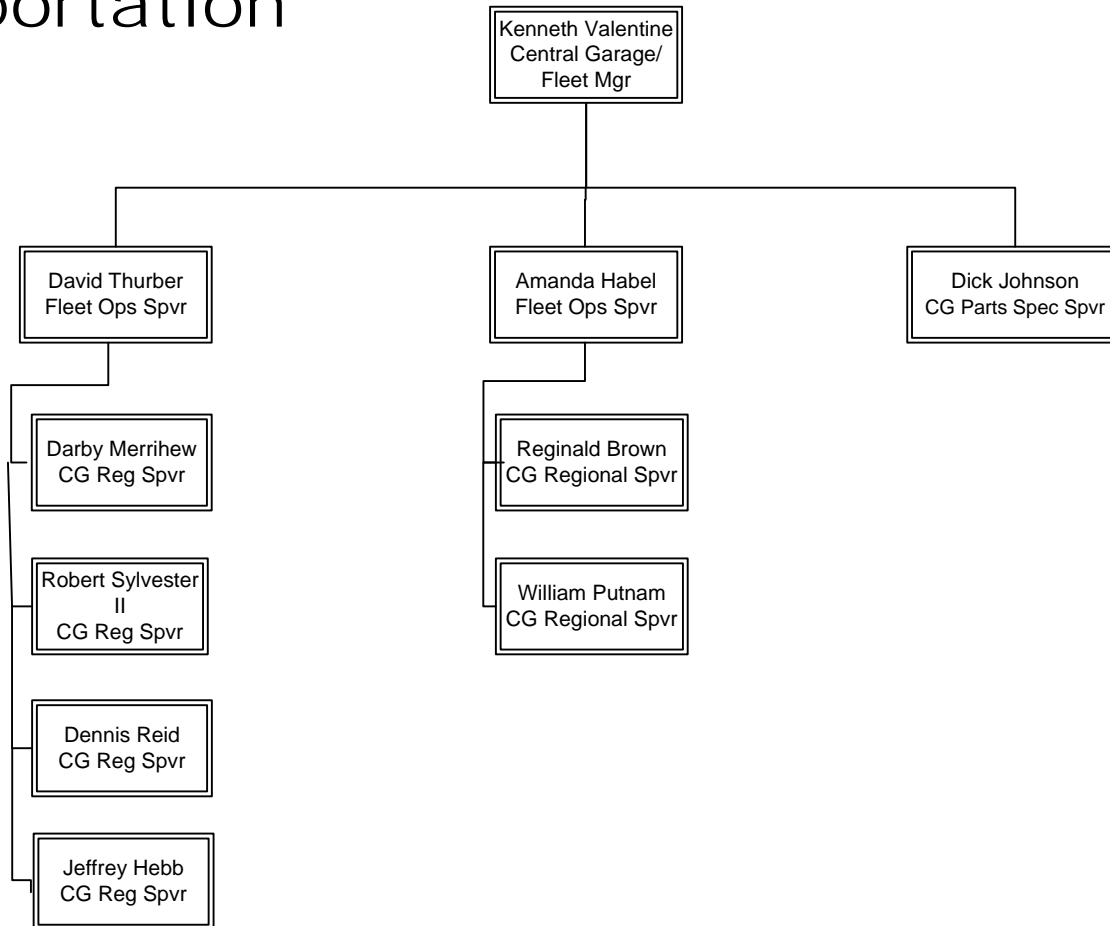 portation
Kenneth Valentine
Central Garage/
Fleet Mgr
David Thurber
Fleet Ops Spvr
Amanda Habel
Fleet Ops Spvr
Dick Johnson
CG Parts Spec Spvr
Darby Merrihew
CG Reg Spvr
Reginald Brown
CG Regional Spvr
Robert Sylvester
II
CG Reg Spvr
William Putnam
CG Regional Spvr
Dennis Reid
CG Reg Spvr
Jeffrey Hebb
CG Reg Spvr